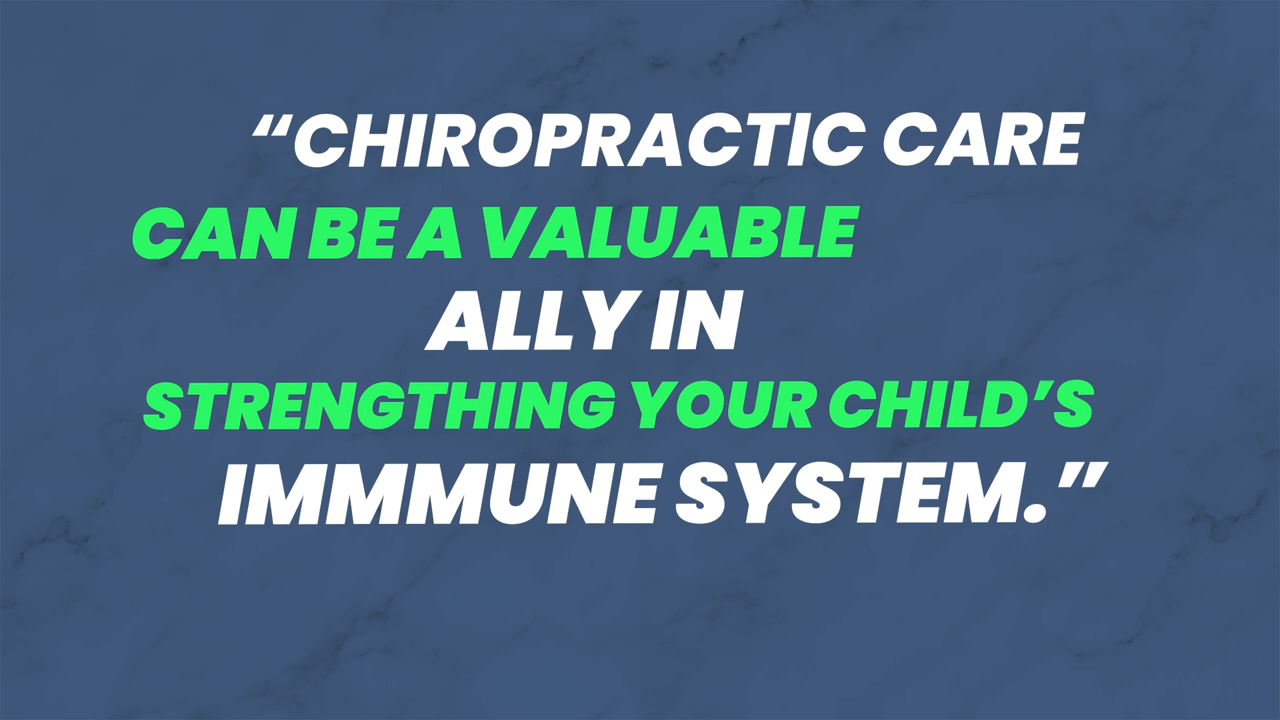 “CHIROPRACTIC CARE
CAN BE A VALUABLE
ALLY IN
STRENGTHING YOUR CHILD’S
IMMMUNE SYSTEM.”